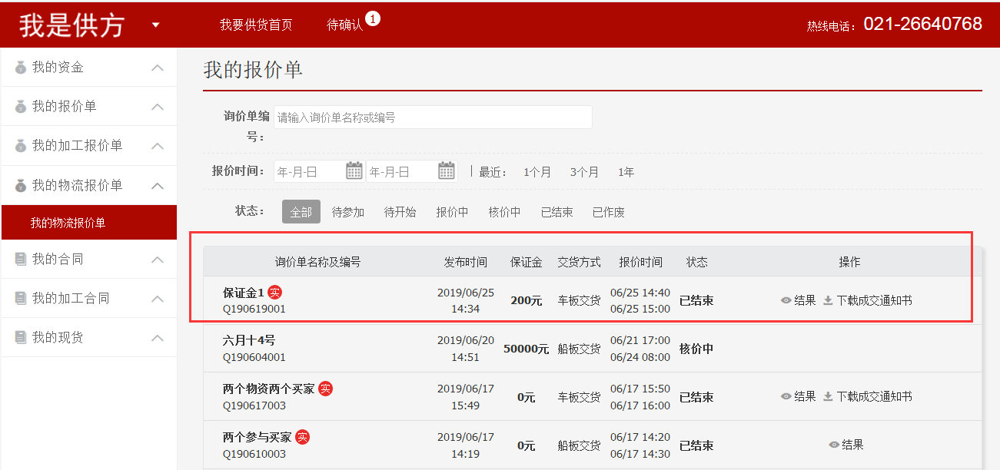 我是供方 我要供货首页 待确认 1 热线电话： 021-26640768
我的资金
我的报价单
我的加工报价单
我的物流报价单
我的物流报价单
我的合同
我的加工合同
我的现货
我的报价单
询价单编号： 请输入询价单名称或编号
报价时间： 年-月-日 年-月-日 | 最近： 1个月 3个月 1年
状态： 全部 待参加 待开始 报价中 核价中 已结束 已作废
询价单名称及编号 发布时间 保证金 交货方式 报价时间 状态 操作
保证金1 实 2019/06/25 06/25 14:40
200元 车板交货 已结束 结果 下载成交通知书
Q190619001 14:34 06/25 15:00
六月十4号 2019/06/20 06/21 17:00
50000元 船板交货 核价中
Q190604001 14:51 06/24 08:00
两个物资两个买家 实 2019/06/17 06/17 15:50
0元 车板交货 已结束 结果 下载成交通知书
Q190617003 15:49 06/17 16:00
两个参与买家 实 2019/06/17 06/17 14:20
0元 船板交货 已结束 结果
Q190610003 14:19 06/17 14:30